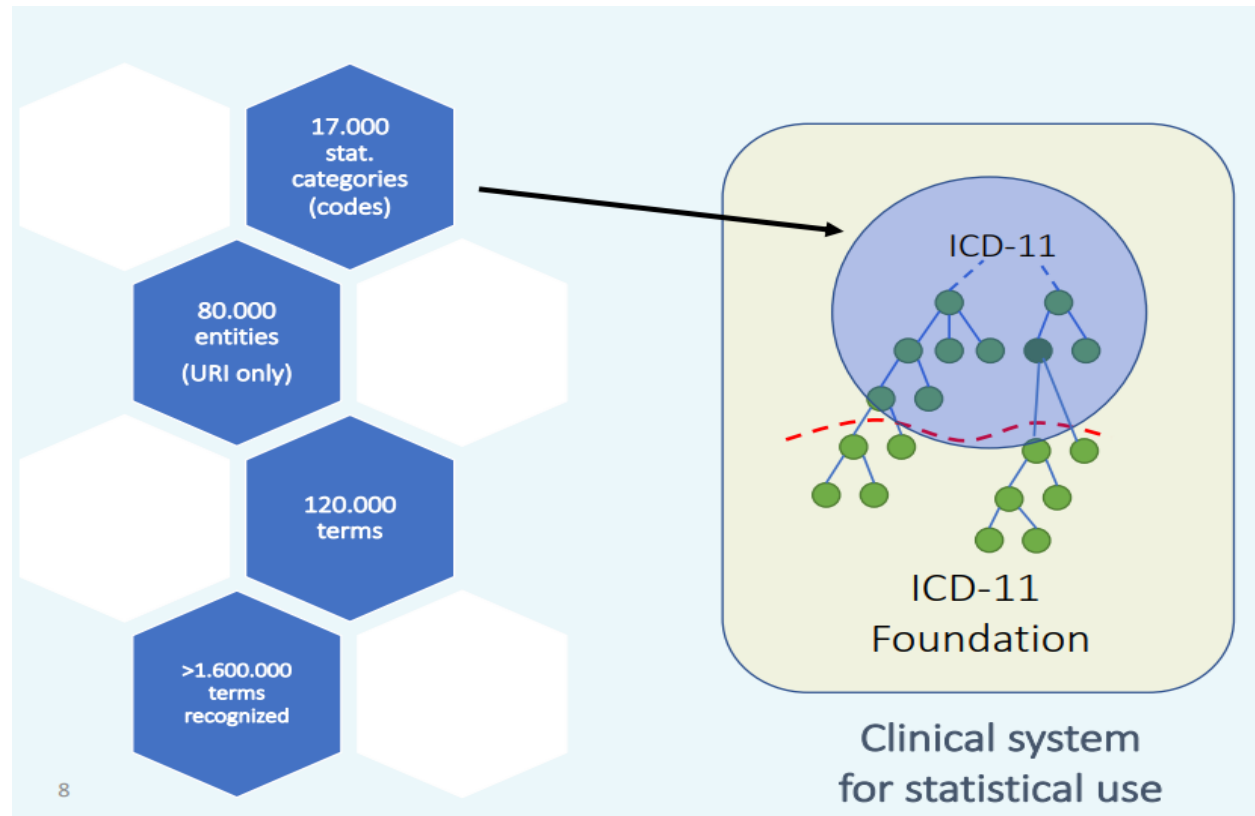 17.000
stat.
categories
(codes)
80.000
entities
(URI only)
120.000
terms
>1.600.000
terms
recognized
ICD-11
ICD-11
Foundation
Clinical system
for statistical use
8